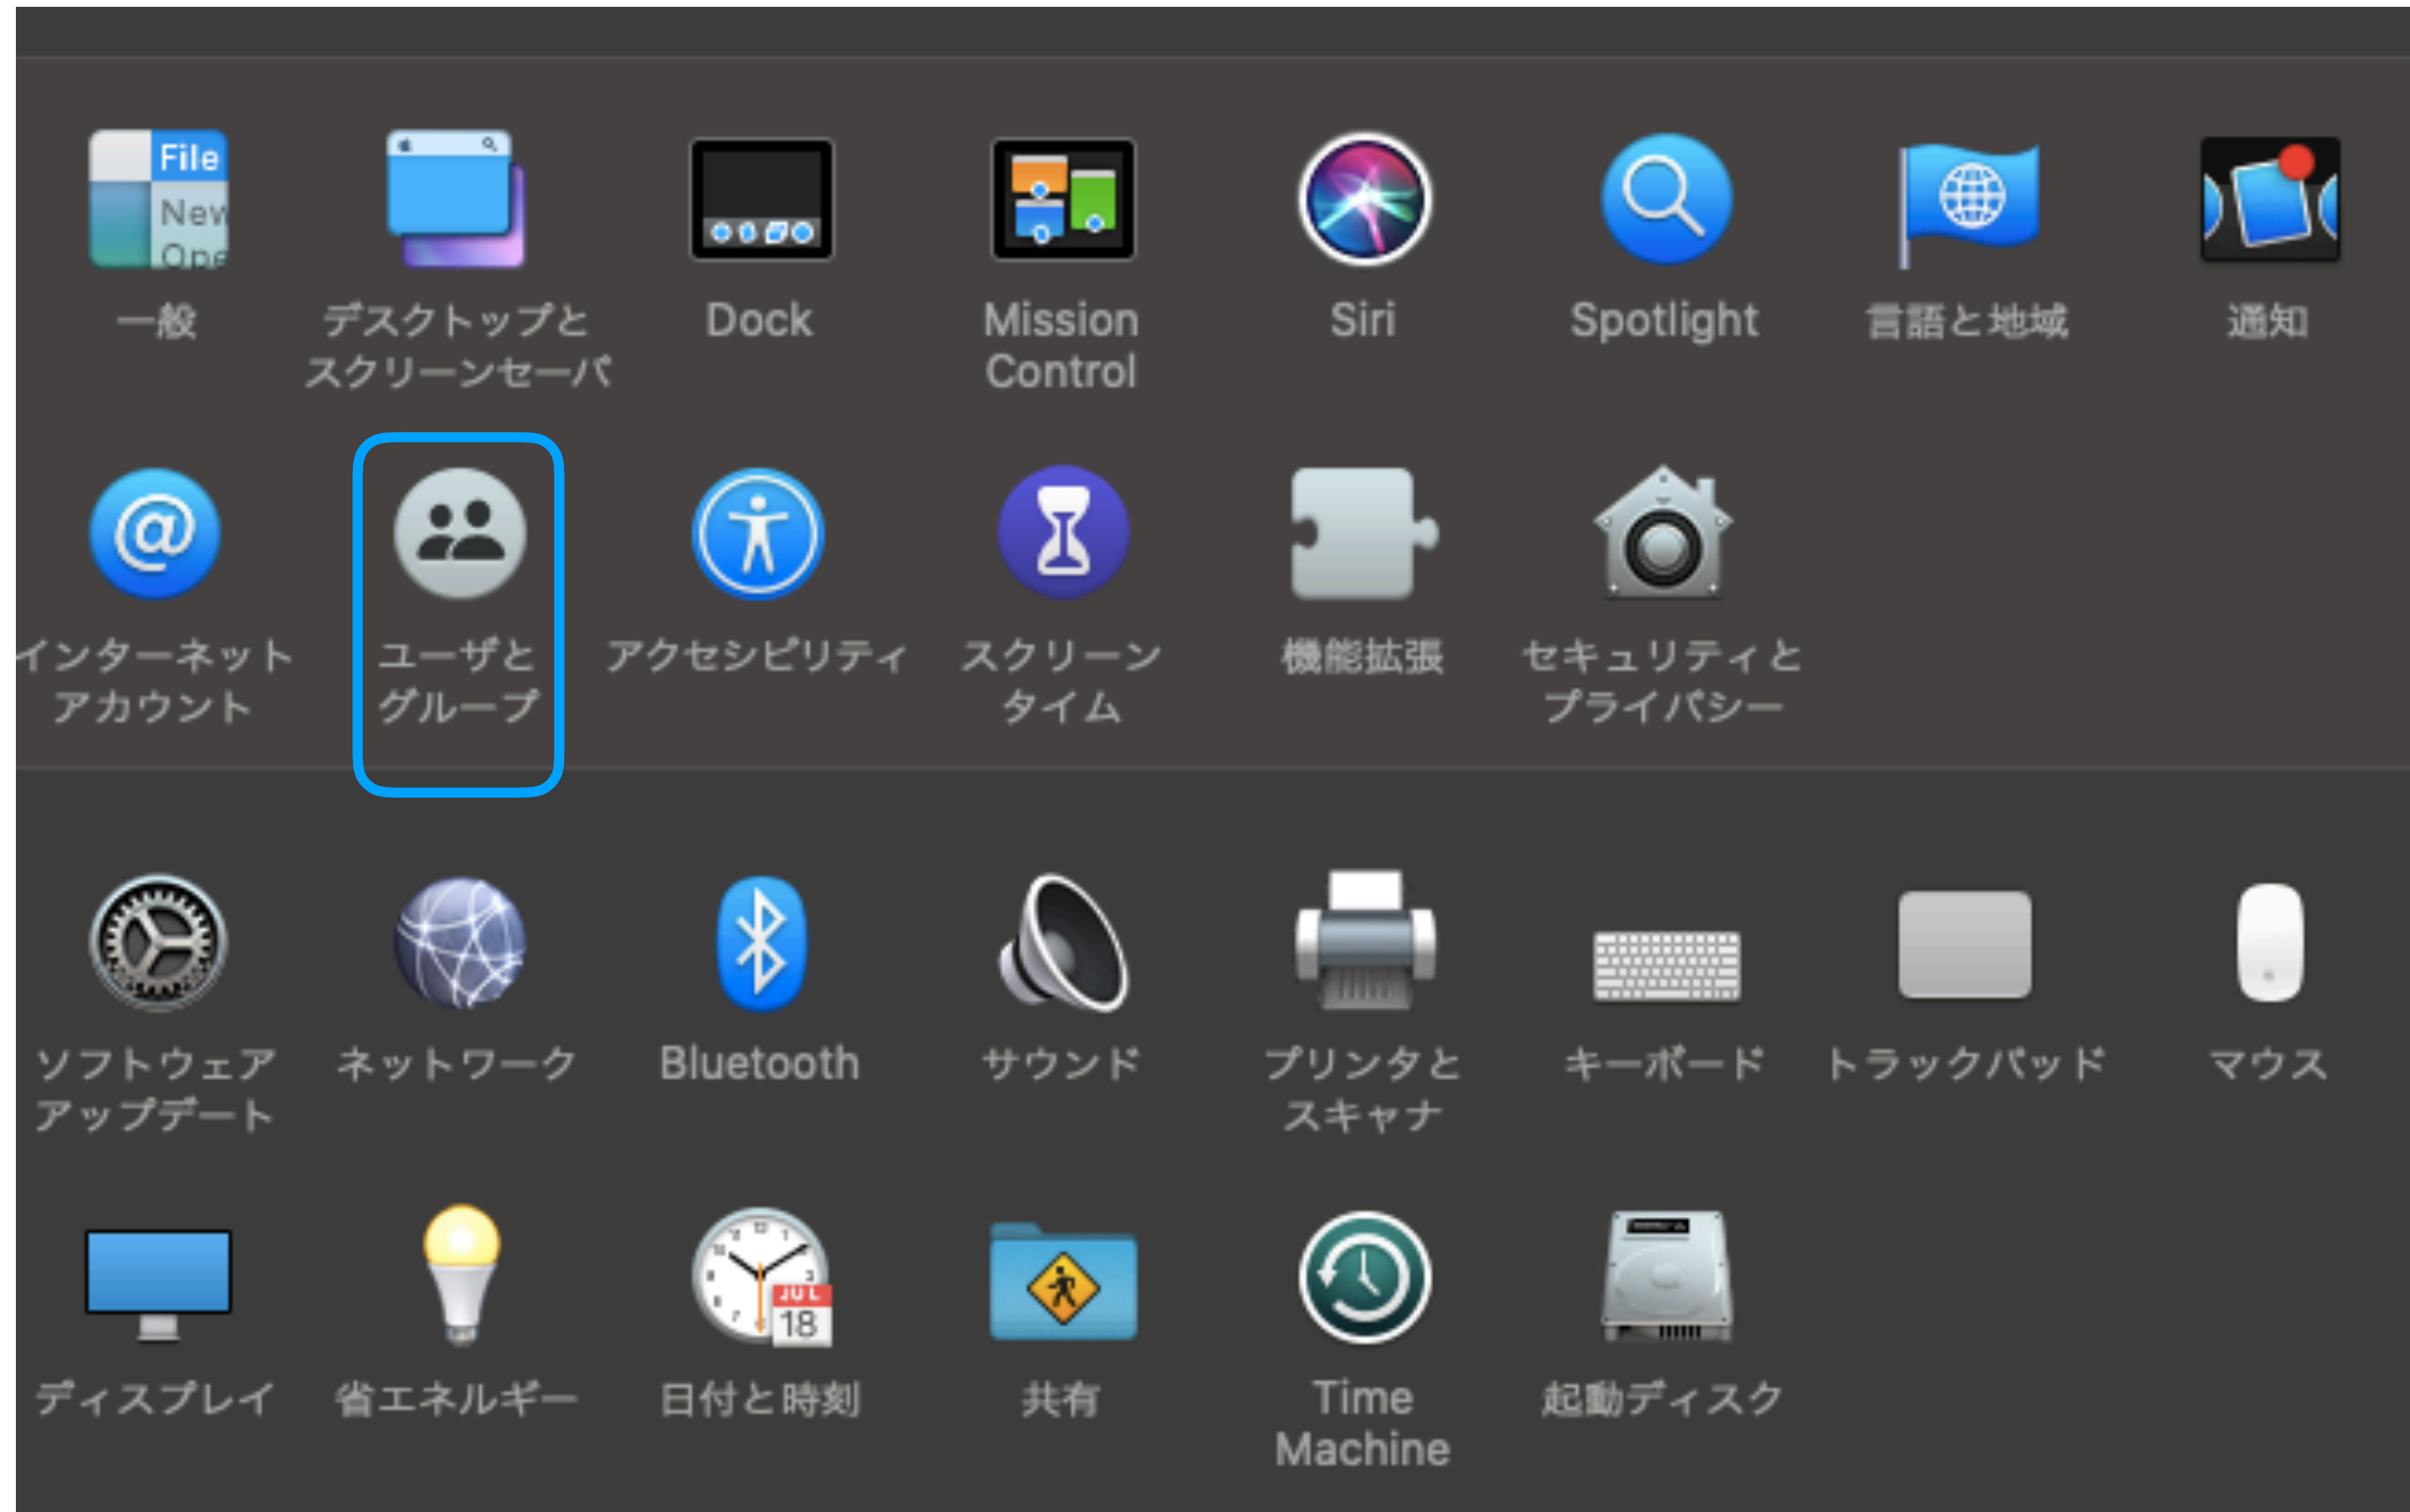 File
New
Ope
一般
デスクトップと
スクリーンセーバ
Dock
Mission
Control
Siri
Spotlight
言語と地域
通知
@
インターネット
アカウント
ユーザと
グループ
アクセシビリティ
スクリーン
タイム
機能拡張
セキュリティと
プライバシー
ソフトウェア
アップデート
ネットワーク
Bluetooth
サウンド
プリンタと
スキャナ
キーボード
トラックパッド
マウス
JUL
18
ディスプレイ
省エネルギー
日付と時刻
共有
Time
Machine
起動ディスク